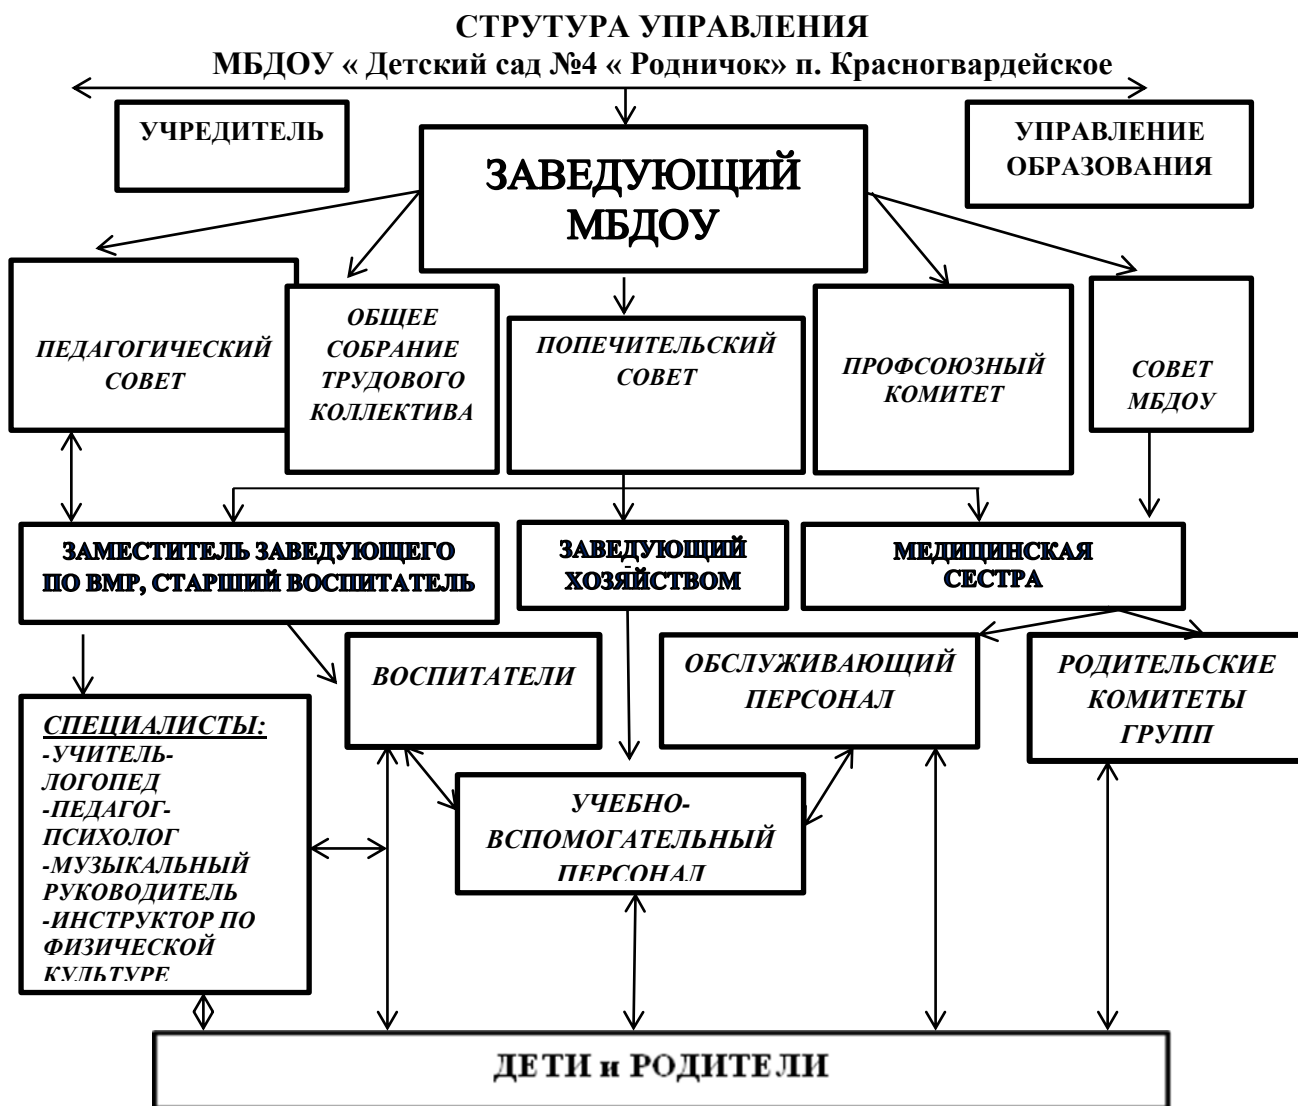 СТРУТУРА УПРАВЛЕНИЯ
МБДОУ « Детский сад №4 « Родничок» п. Красногвардейское
УЧРЕДИТЕЛЬ
ЗАВЕДУЮЩИЙ
МБДОУ
УПРАВЛЕНИЕ
ОБРАЗОВАНИЯ
ПЕДАГОГИЧЕСКИЙ
СОВЕТ
ОБЩЕЕ
СОБРАНИЕ
ТРУДОВОГО
КОЛЛЕКТИВА
ПОПЕЧИТЕЛЬСКИЙ
СОВЕТ
ПРОФСОЮЗНЫЙ
КОМИТЕТ
СОВЕТ
МБДОУ
ЗАМЕСТИТЕЛЬ ЗАВЕДУЮЩЕГО
ПО ВМР, СТАРШИЙ ВОСПИТАТЕЛЬ
ЗАВЕДУЮЩИЙ
ХОЗЯЙСТВОМ
МЕДИЦИНСКАЯ
СЕСТРА
ВОСПИТАТЕЛИ
ОБСЛУЖИВАЮЩИЙ
ПЕРСОНАЛ
РОДИТЕЛЬСКИЕ
КОМИТЕТЫ
ГРУПП
СПЕЦИАЛИСТЫ:
-УЧИТЕЛЬ-
ЛОГОПЕД
-ПЕДАГОГ-
ПСИХОЛОГ
-МУЗЫКАЛЬНЫЙ
РУКОВОДИТЕЛЬ
-ИНСТРУКТОР ПО
ФИЗИЧЕСКОЙ
КУЛЬТУРЕ
УЧЕБНО-
ВСПОМОГАТЕЛЬНЫЙ
ПЕРСОНАЛ
ДЕТИ и РОДИТЕЛИ